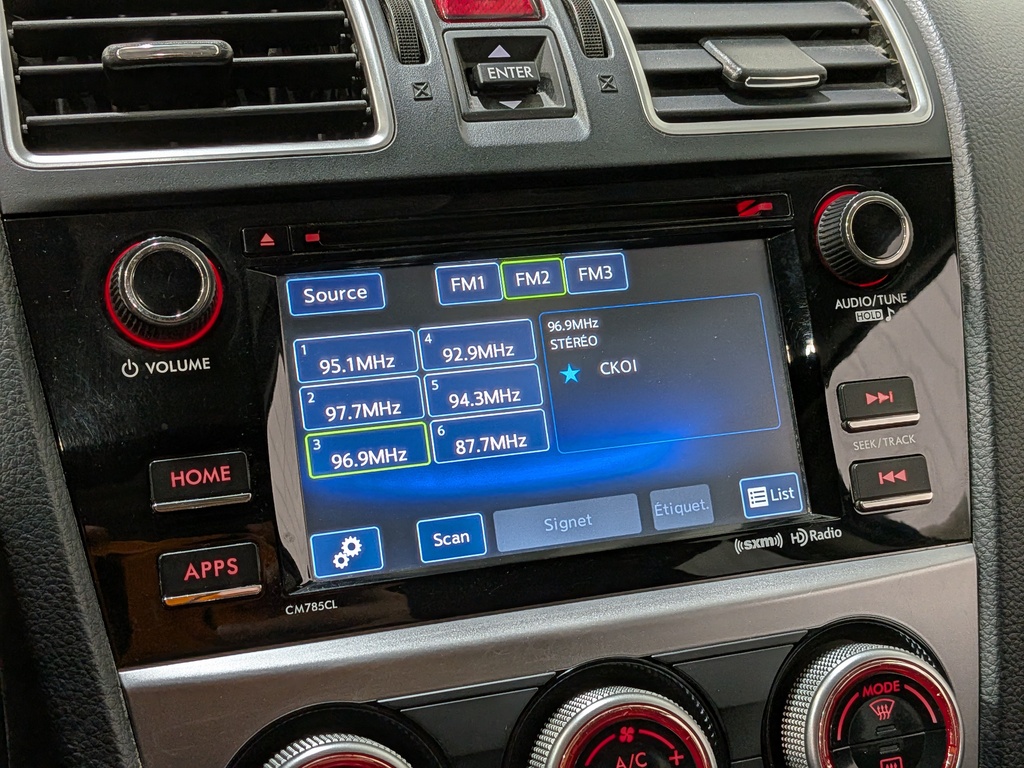 ENTER
VOLUME
HOME
APPS
CM785CL
Source
FM1 FM2 FM3
1 95.1MHz
4 92.9MHz
2 97.7MHz
5 94.3MHz
3 96.9MHz
6 87.7MHz
96.9MHz
STÉRÉO
CKOI
Scan
Signet
Étiquet.
List
((SXM)) HD Radio
AUDIO/TUNE
HOLD
SEEK/TRACK
A/C +
MODE